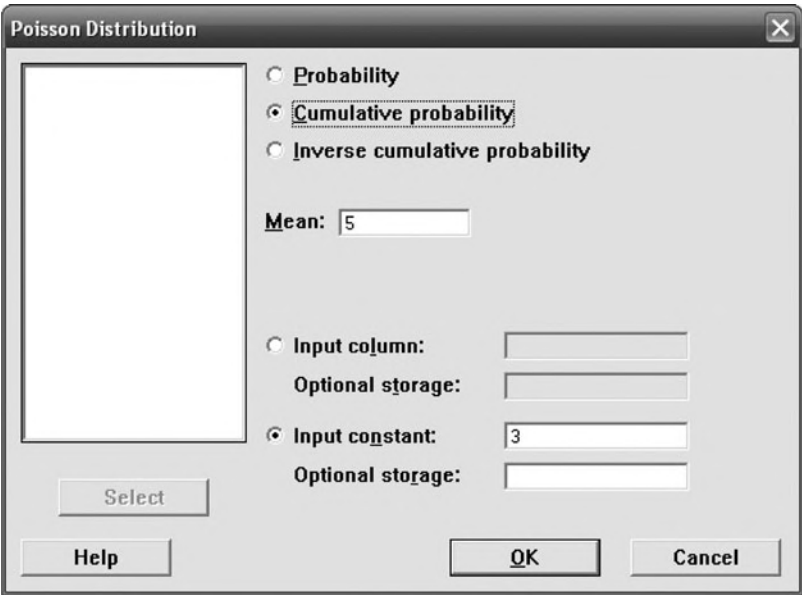 Poisson Distribution
Probability
Cumulative probability
Inverse cumulative probability
Mean: 5
Input column:
Optional storage:
Input constant: 3
Optional storage:
Select
Help OK Cancel